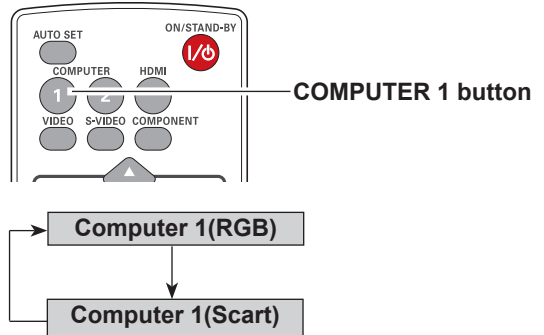 AUTO SET
ON/STAND-BY
COMPUTER
HDMI
1
2
COMPUTER 1 button
VIDEO S-VIDEO COMPONENT
Computer 1(RGB)
Computer 1(Scart)